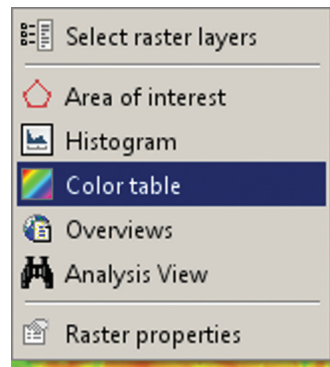 Select raster layers
Area of interest
Histogram
Color table
Overviews
Analysis View
Raster properties